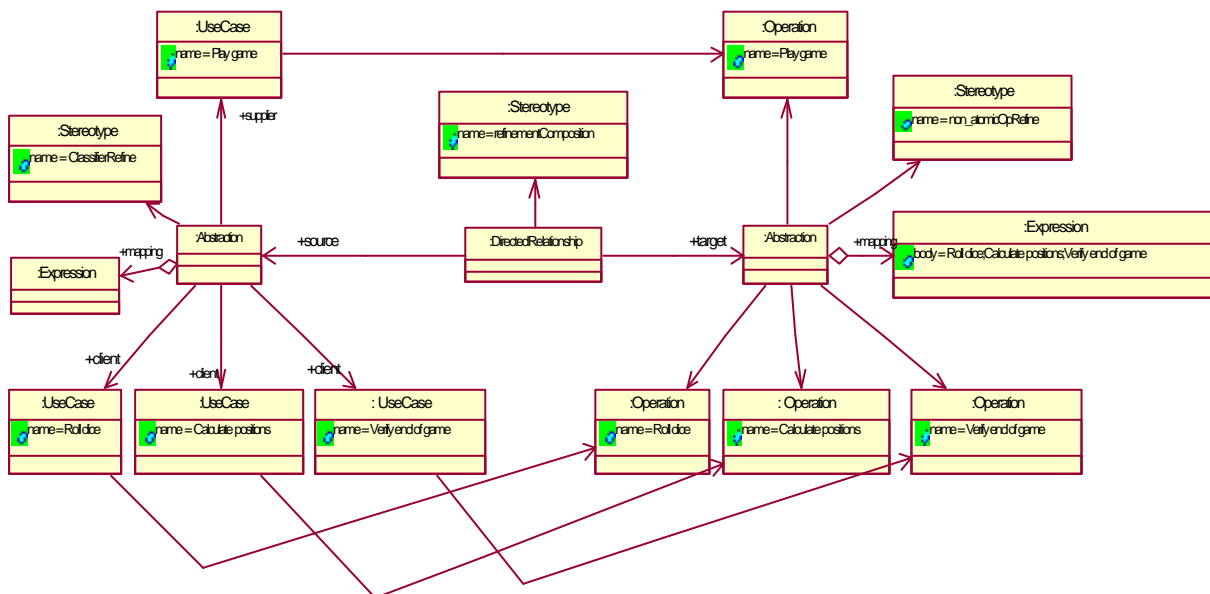 :UseCase
name = Play game
:Operation
name = Play game
+supplier
:Stereotype
name = refinementComposition
:Stereotype
name = non_atomicOpRefine
:Stereotype
name = ClassifierRefine
:Abstraction
+source
:DirectedRelationship
+target
:Abstraction
+mapping
:Expression
body = Roll dice;Calculate positions;Verify end of game
+mapping
:Expression
+client
+client
+client
:UseCase
name = Roll dice
:UseCase
name = Calculate positions
: UseCase
name = Verify end of game
:Operation
name = Roll dice
: Operation
name = Calculate positions
:Operation
name = Verify end of game